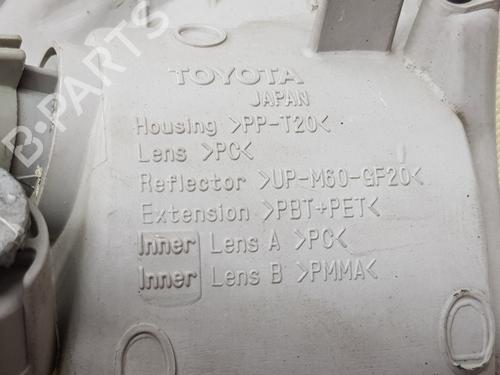 TOYOTA
JAPAN
Housing >PP-T20<
Lens >PC<
Reflector >UP-M60-GF20<
Extension >PBT+PET<
Inner Lens A >PC<
Inner Lens B >PMMA<
B-PARTS